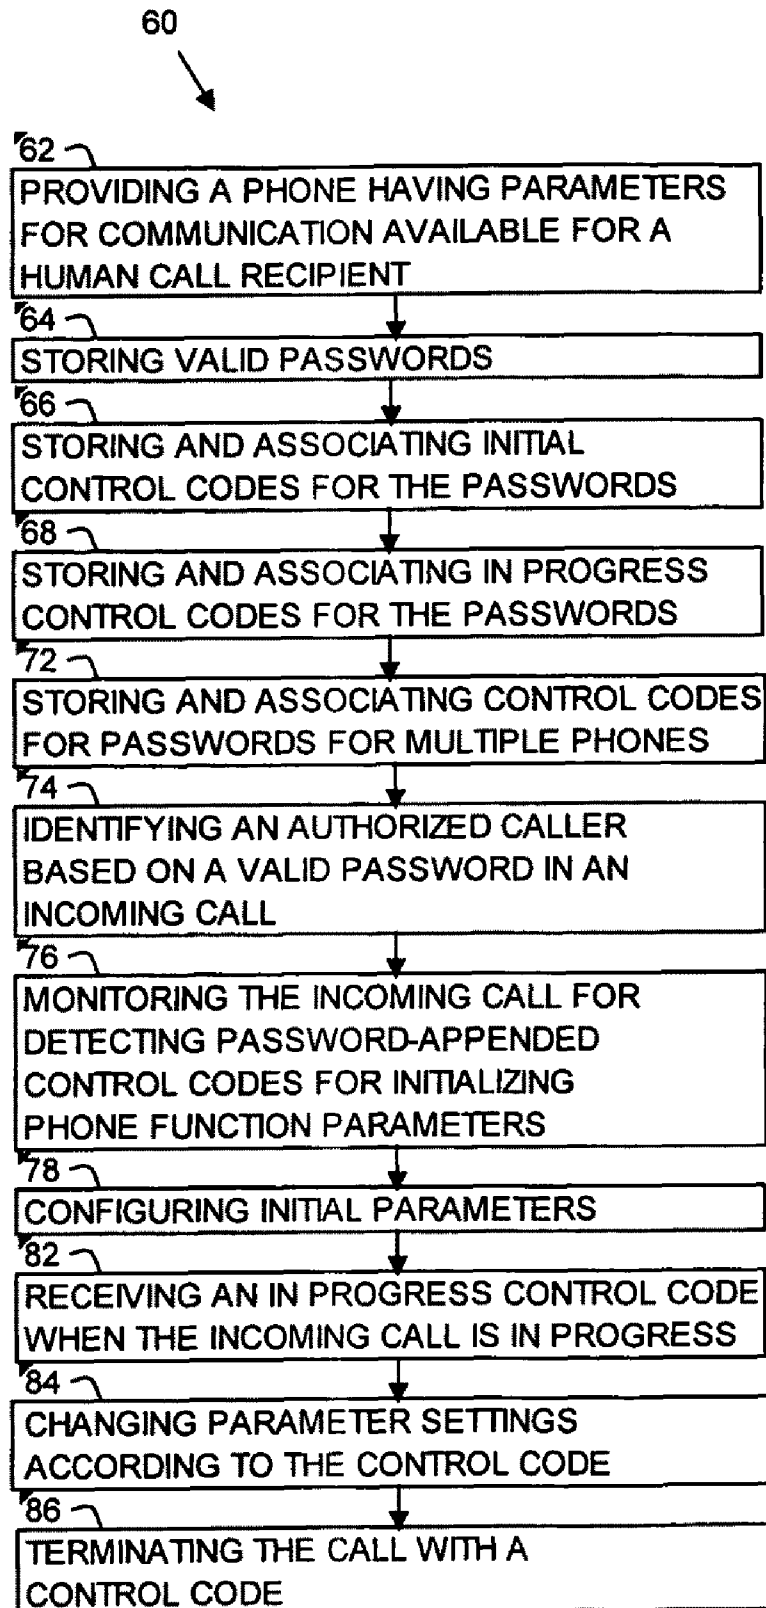 60
62
PROVIDING A PHONE HAVING PARAMETERS
FOR COMMUNICATION AVAILABLE FOR A
HUMAN CALL RECIPIENT
64
STORING VALID PASSWORDS
66
STORING AND ASSOCIATING INITIAL
CONTROL CODES FOR THE PASSWORDS
68
STORING AND ASSOCIATING IN PROGRESS
CONTROL CODES FOR THE PASSWORDS
72
STORING AND ASSOCIATING CONTROL CODES
FOR PASSWORDS FOR MULTIPLE PHONES
74
IDENTIFYING AN AUTHORIZED CALLER
BASED ON A VALID PASSWORD IN AN
INCOMING CALL
76
MONITORING THE INCOMING CALL FOR
DETECTING PASSWORD-APPENDED
CONTROL CODES FOR INITIALIZING
PHONE FUNCTION PARAMETERS
78
CONFIGURING INITIAL PARAMETERS
82
RECEIVING AN IN PROGRESS CONTROL CODE
WHEN THE INCOMING CALL IS IN PROGRESS
84
CHANGING PARAMETER SETTINGS
ACCORDING TO THE CONTROL CODE
86
TERMINATING THE CALL WITH A
CONTROL CODE